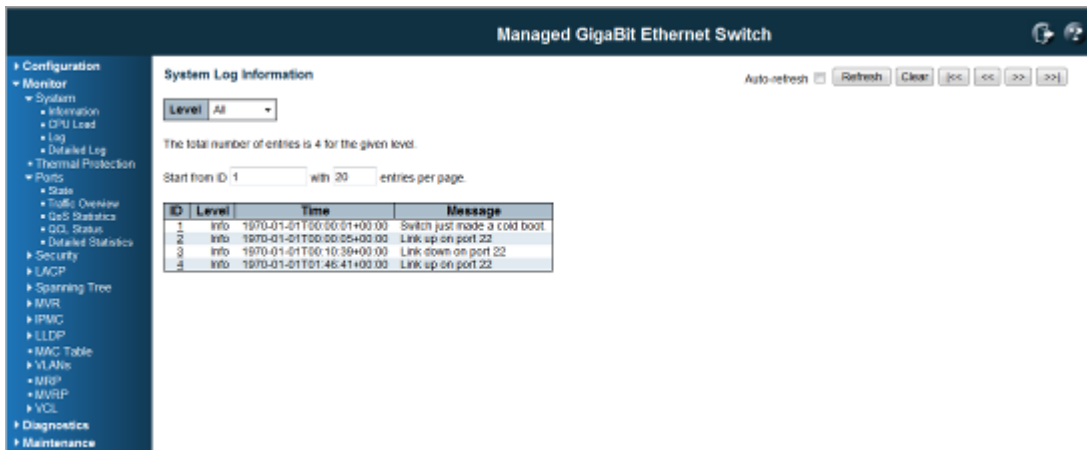 Managed GigaBit Ethernet Switch
Configuration
Monitor
System
Information
CPU Load
Log
Detailed Log
Thermal Protection
Ports
State
Traffic Overview
QoS Statistics
QCL Status
Detailed Statistics
Security
LACP
Spanning Tree
MVR
IPMC
LLDP
MAC Table
VLANs
MRP
MVRP
VCL
Diagnostics
Maintenance
System Log Information
Auto-refresh Refresh Clear |<< << >> >>|
Level All
The total number of entries is 4 for the given level.
Start from ID 1 with 20 entries per page.
ID Level Time Message
1 Info 1970-01-01T00:00:01+00:00 Switch just made a cold boot.
2 Info 1970-01-01T00:00:05+00:00 Link up on port 22
3 Info 1970-01-01T00:10:39+00:00 Link down on port 22
4 Info 1970-01-01T01:46:41+00:00 Link up on port 22